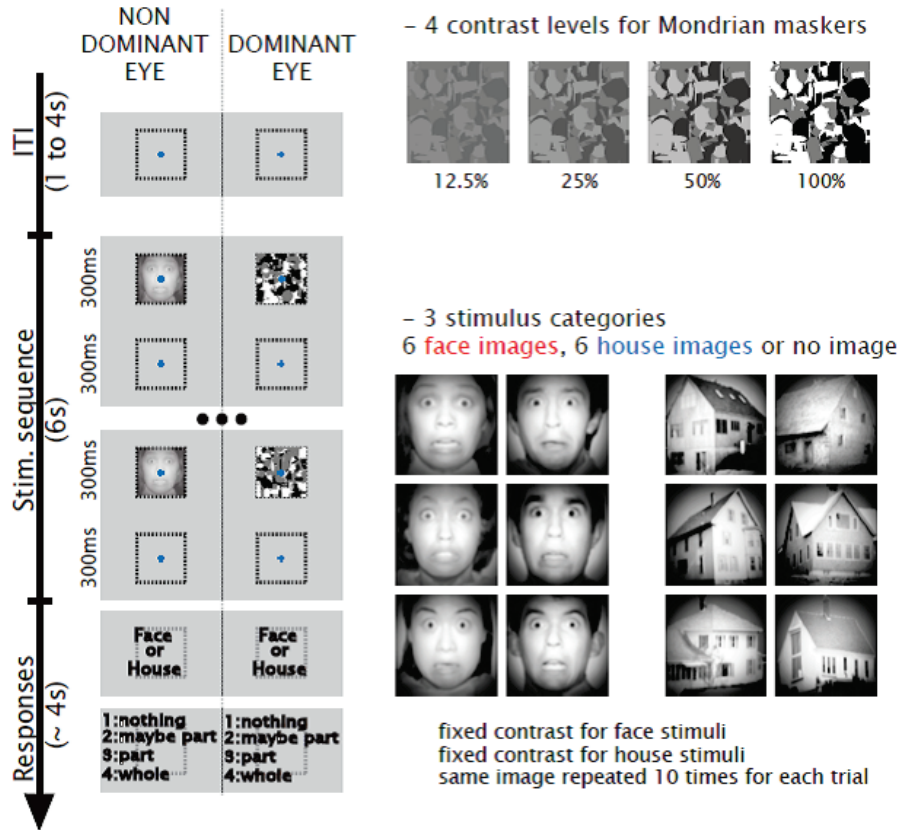 NON
DOMINANT
EYE
DOMINANT
EYE
ITI
(1 to 4s)
300ms
300ms
Stim. sequence
(6s)
300ms
300ms
Responses
(~ 4s)
Face
or
House
Face
or
House
1:nothing
2:maybe part
3:part
4:whole
1:nothing
2:maybe part
3:part
4:whole
– 4 contrast levels for Mondrian maskers
12.5% 25% 50% 100%
– 3 stimulus categories
6 face images, 6 house images or no image
fixed contrast for face stimuli
fixed contrast for house stimuli
same image repeated 10 times for each trial